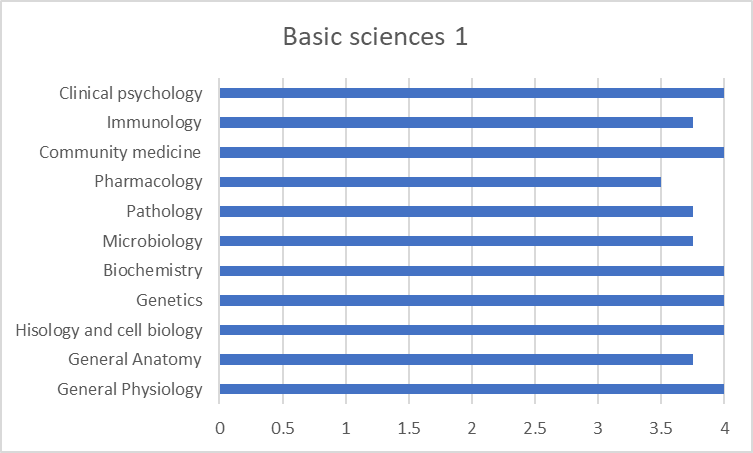 Basic sciences 1
Clinical psychology
Immunology
Community medicine
Pharmacology
Pathology
Microbiology
Biochemistry
Genetics
Hisology and cell biology
General Anatomy
General Physiology
0 0.5 1 1.5 2 2.5 3 3.5 4